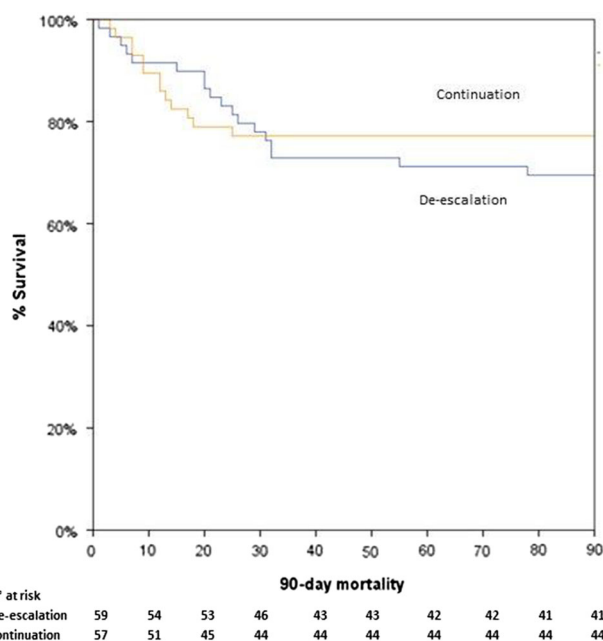 100%
Continuation
80%
De-escalation
60%
% Survival
40%
20%
0%
0 10 20 30 40 50 60 70 80 90
90-day mortality
° at risk
e-escalation 59 54 53 46 43 43 42 42 41 41
ontinuation 57 51 45 44 44 44 44 44 44 44